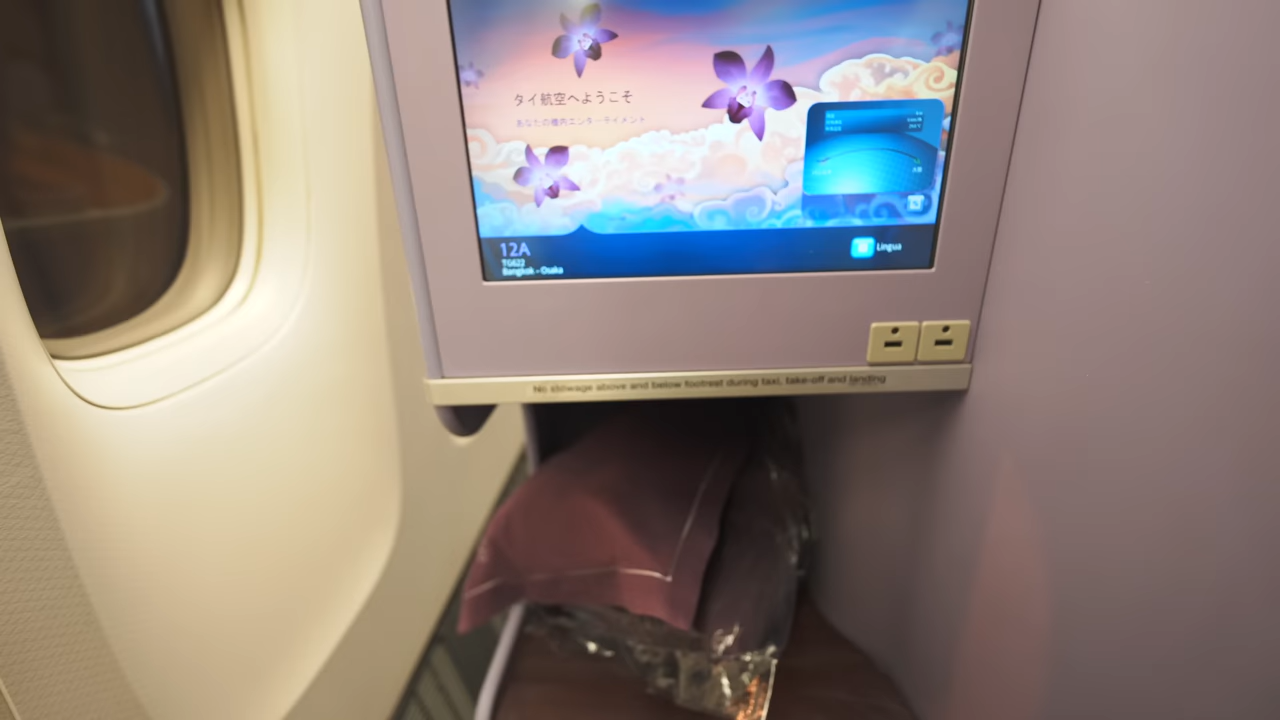 タイ航空へようこそ
あなたの機内エンターテイメント
12A
TG622
Bangkok - Osaka
Lingua
No stowage above and below footrest during taxi, take-off and landing